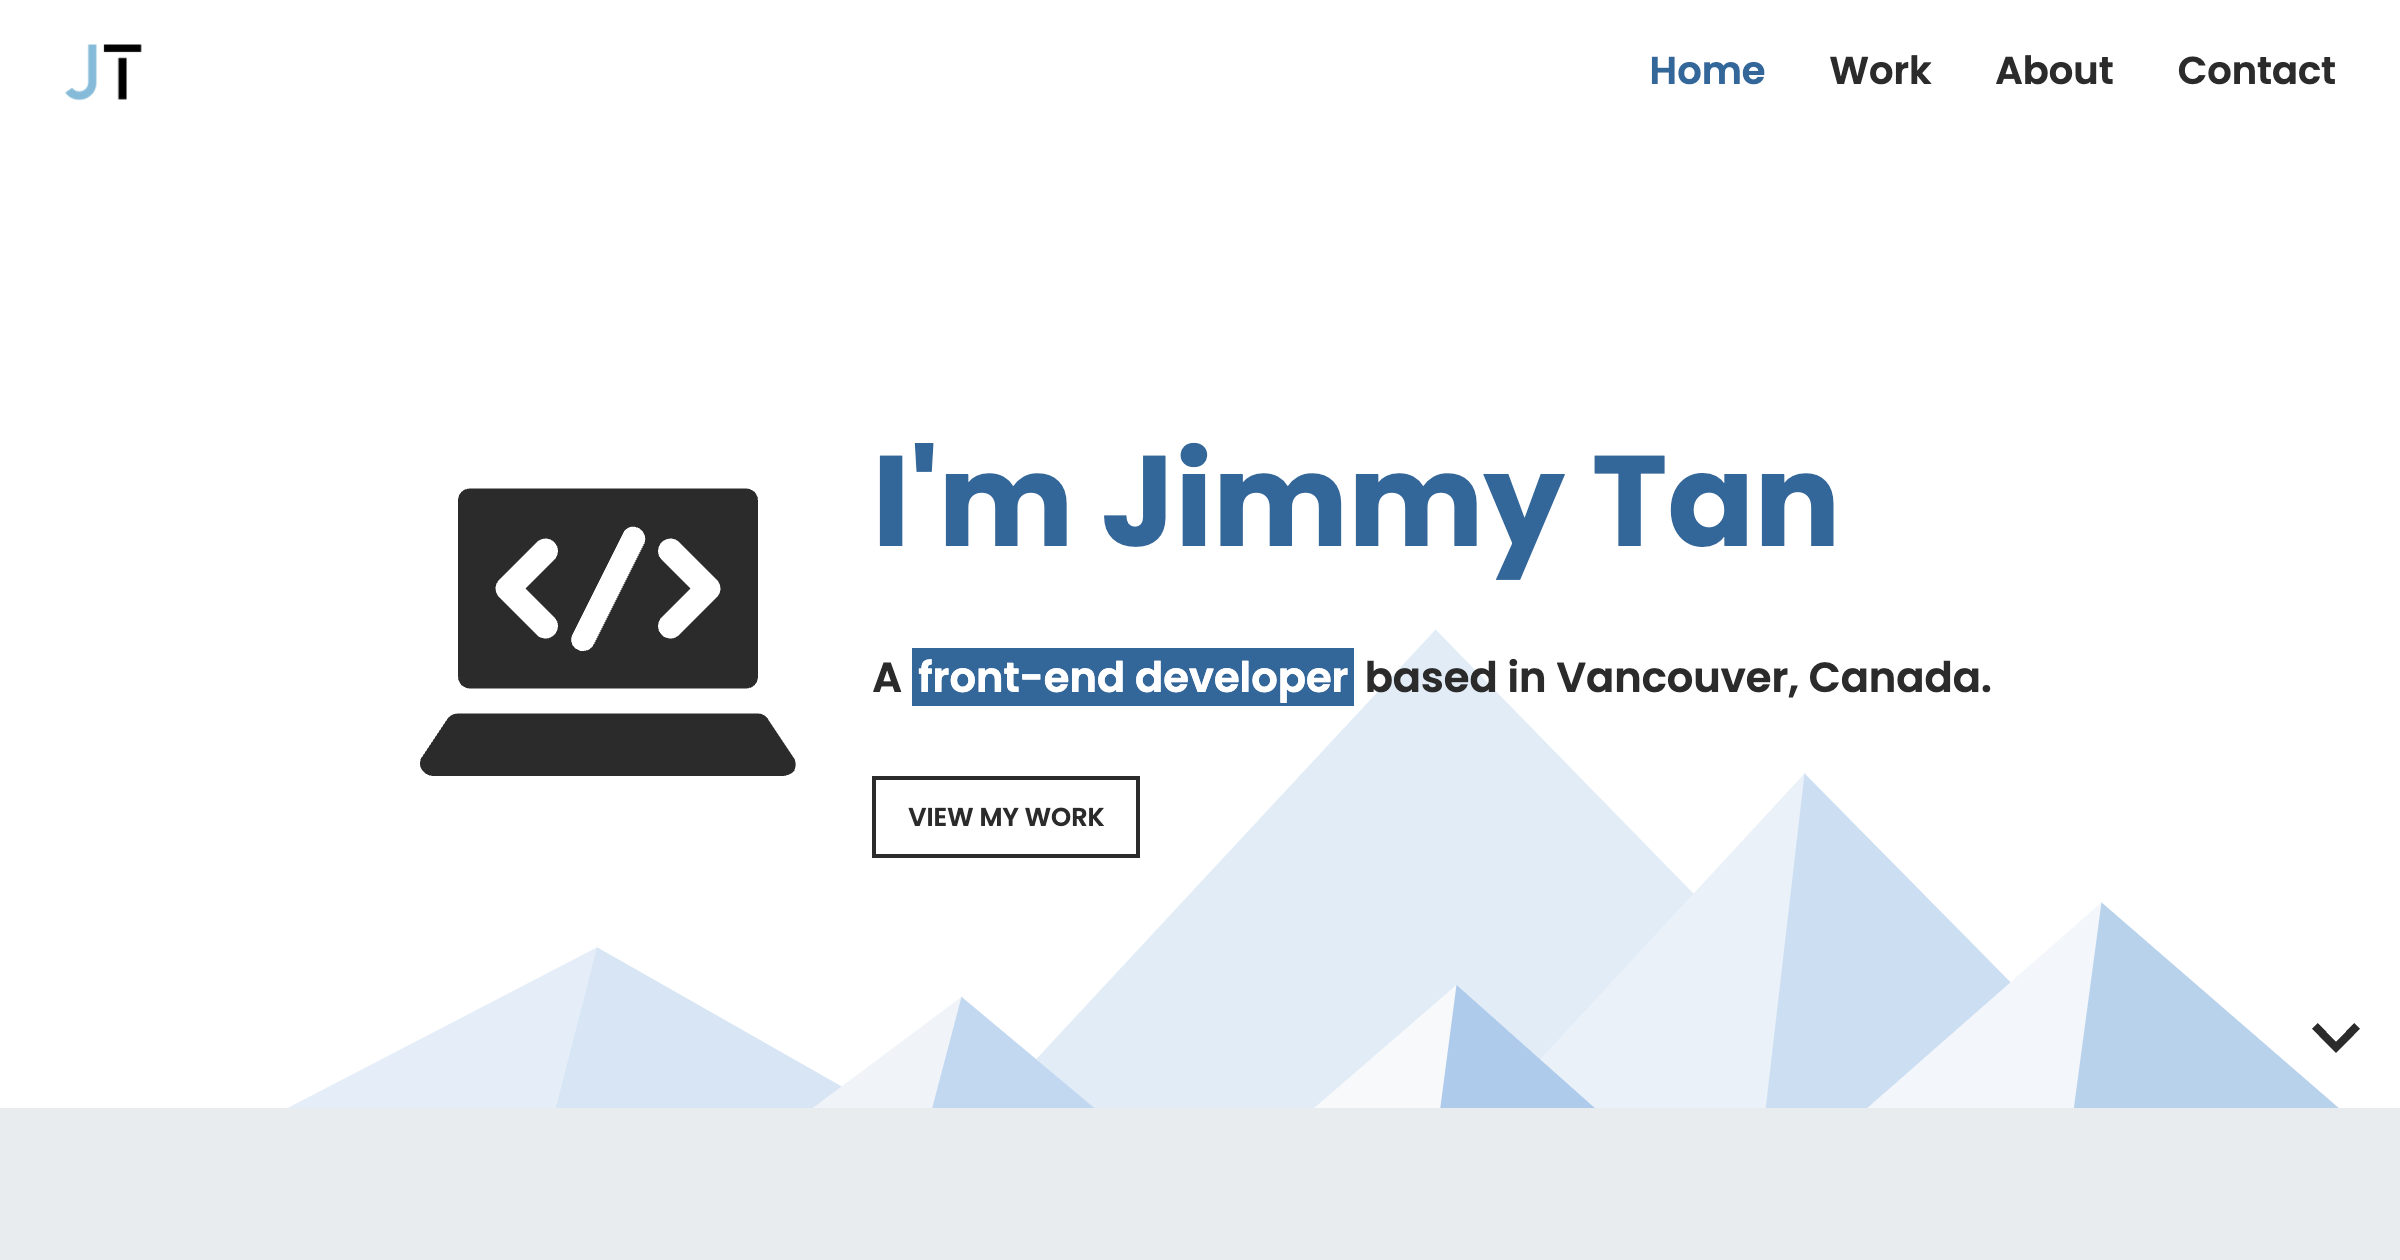 JT
Home Work About Contact
I'm Jimmy Tan
</>
A front-end developer based in Vancouver, Canada.
VIEW MY WORK